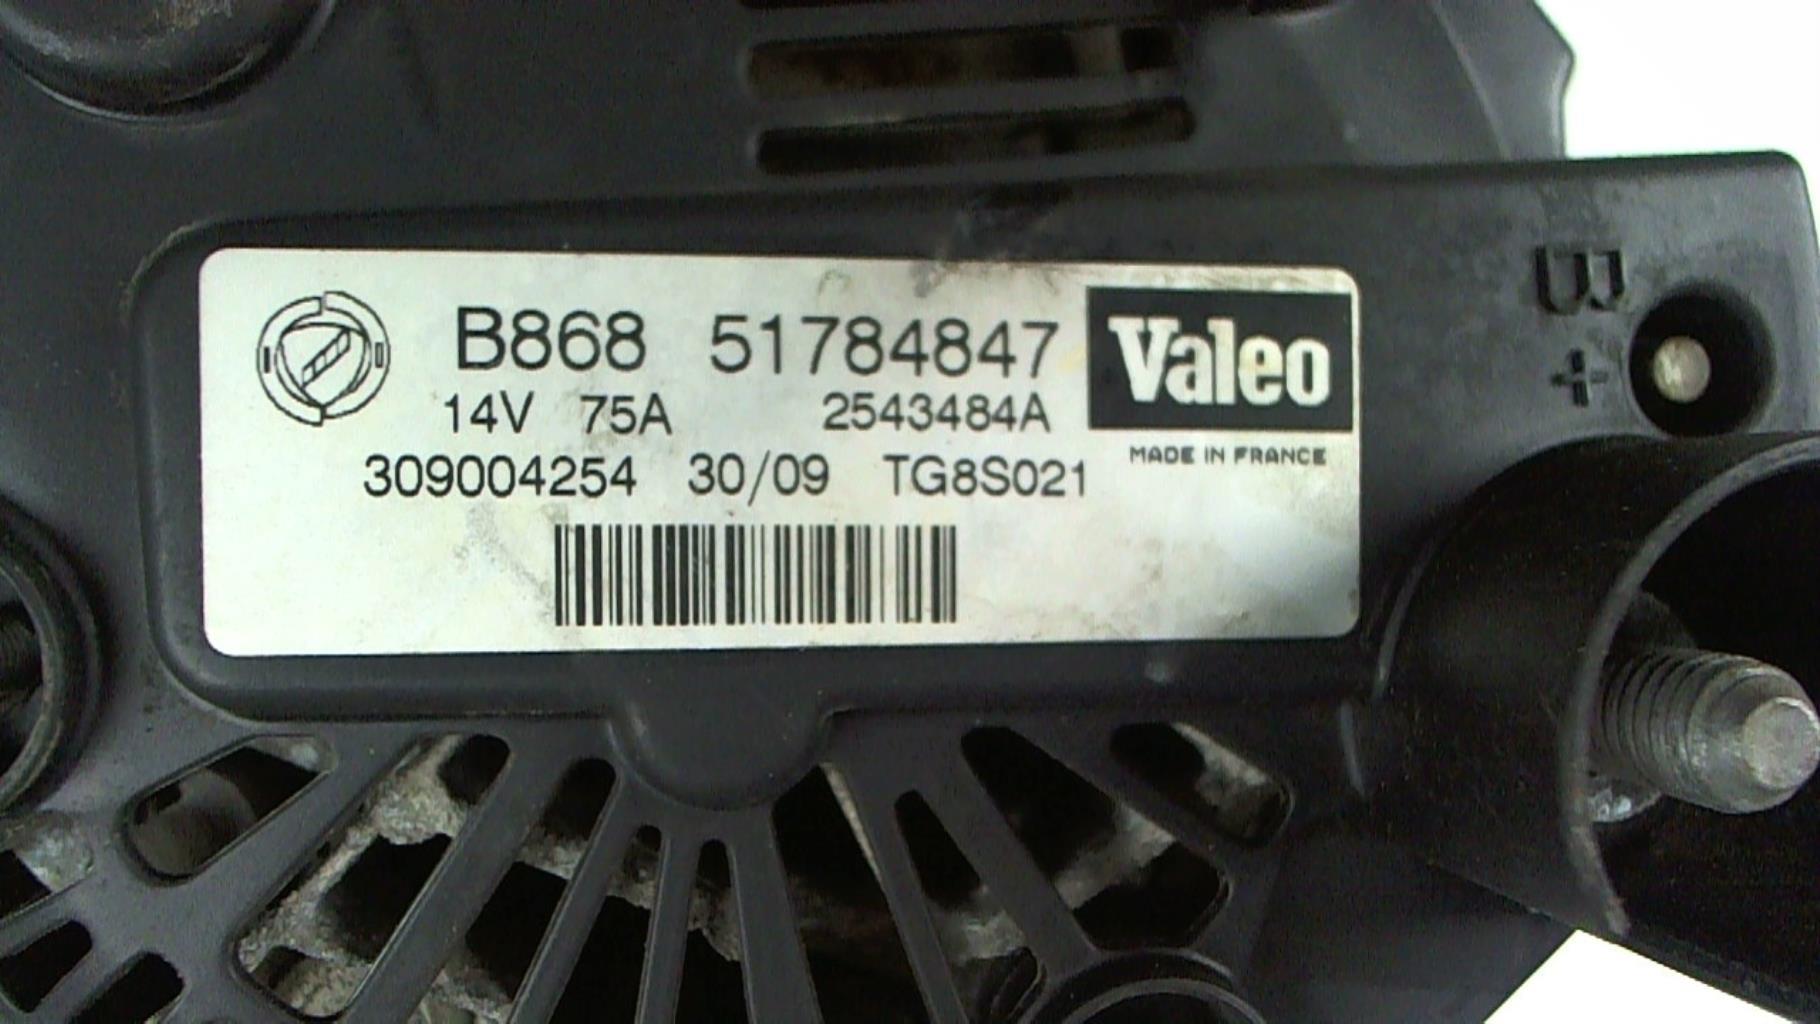 B868 51784847
Valeo
14V 75A 2543484A
MADE IN FRANCE
309004254 30/09 TG8S021
B+